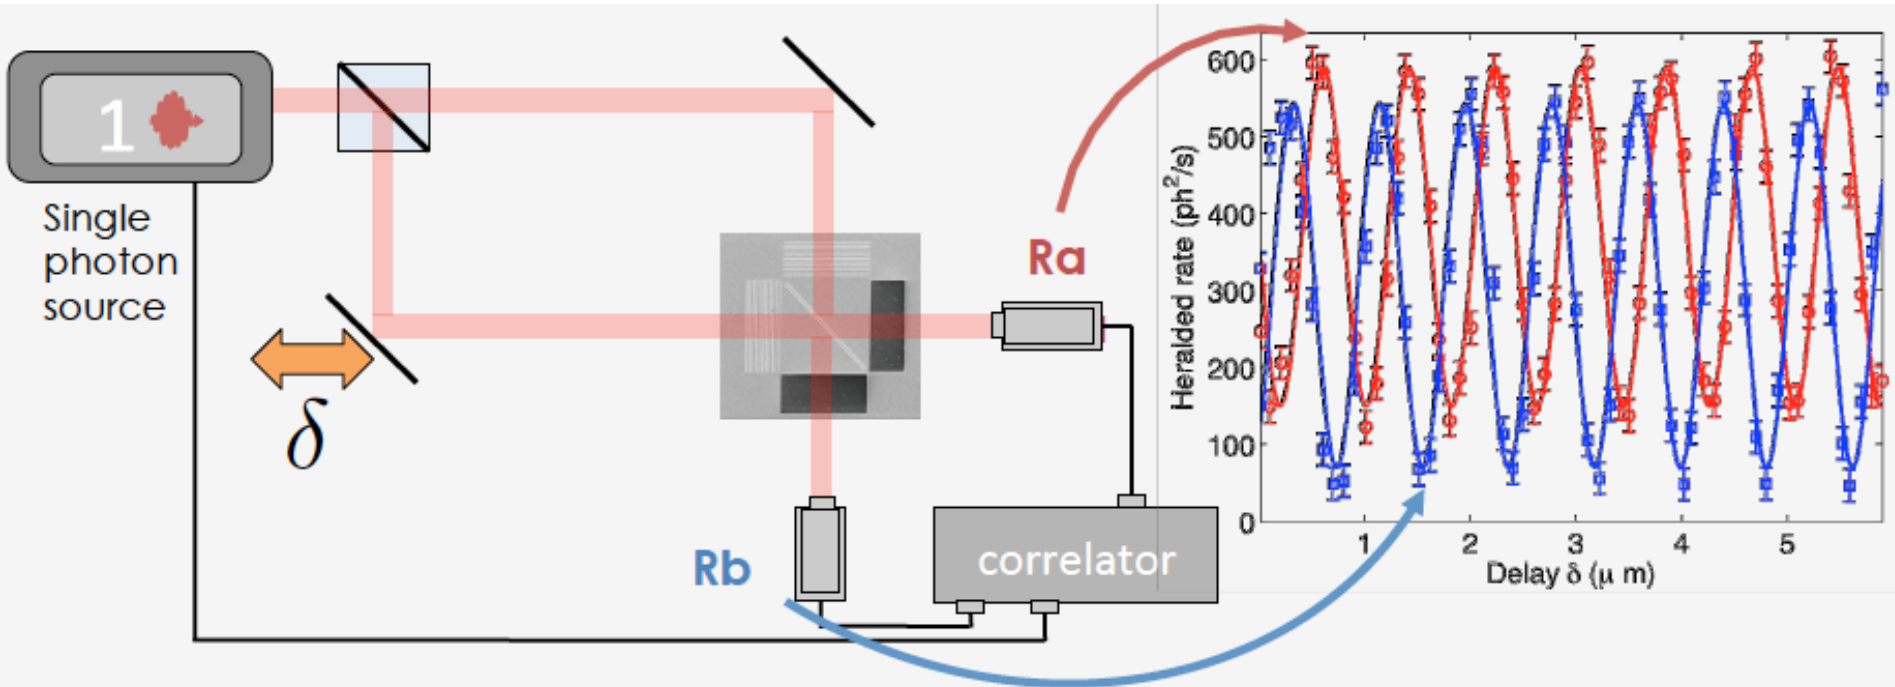 1
Single
photon
source
δ
Ra
Rb
correlator
Heralded rate (ph²/s)
600
500
400
300
200
100
0
1 2 3 4 5
Delay δ (μ m)